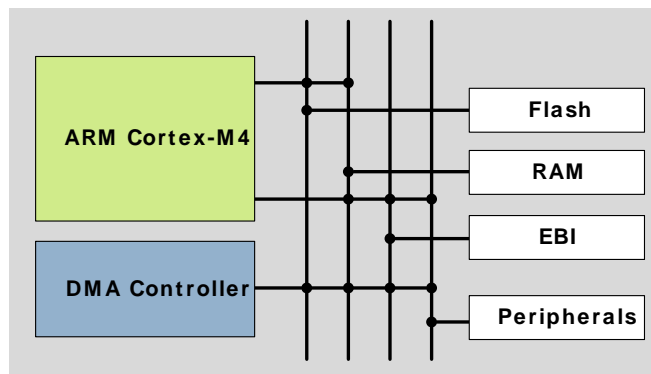 ARM Cortex-M4
DMA Controller
Flash
RAM
EBI
Peripherals